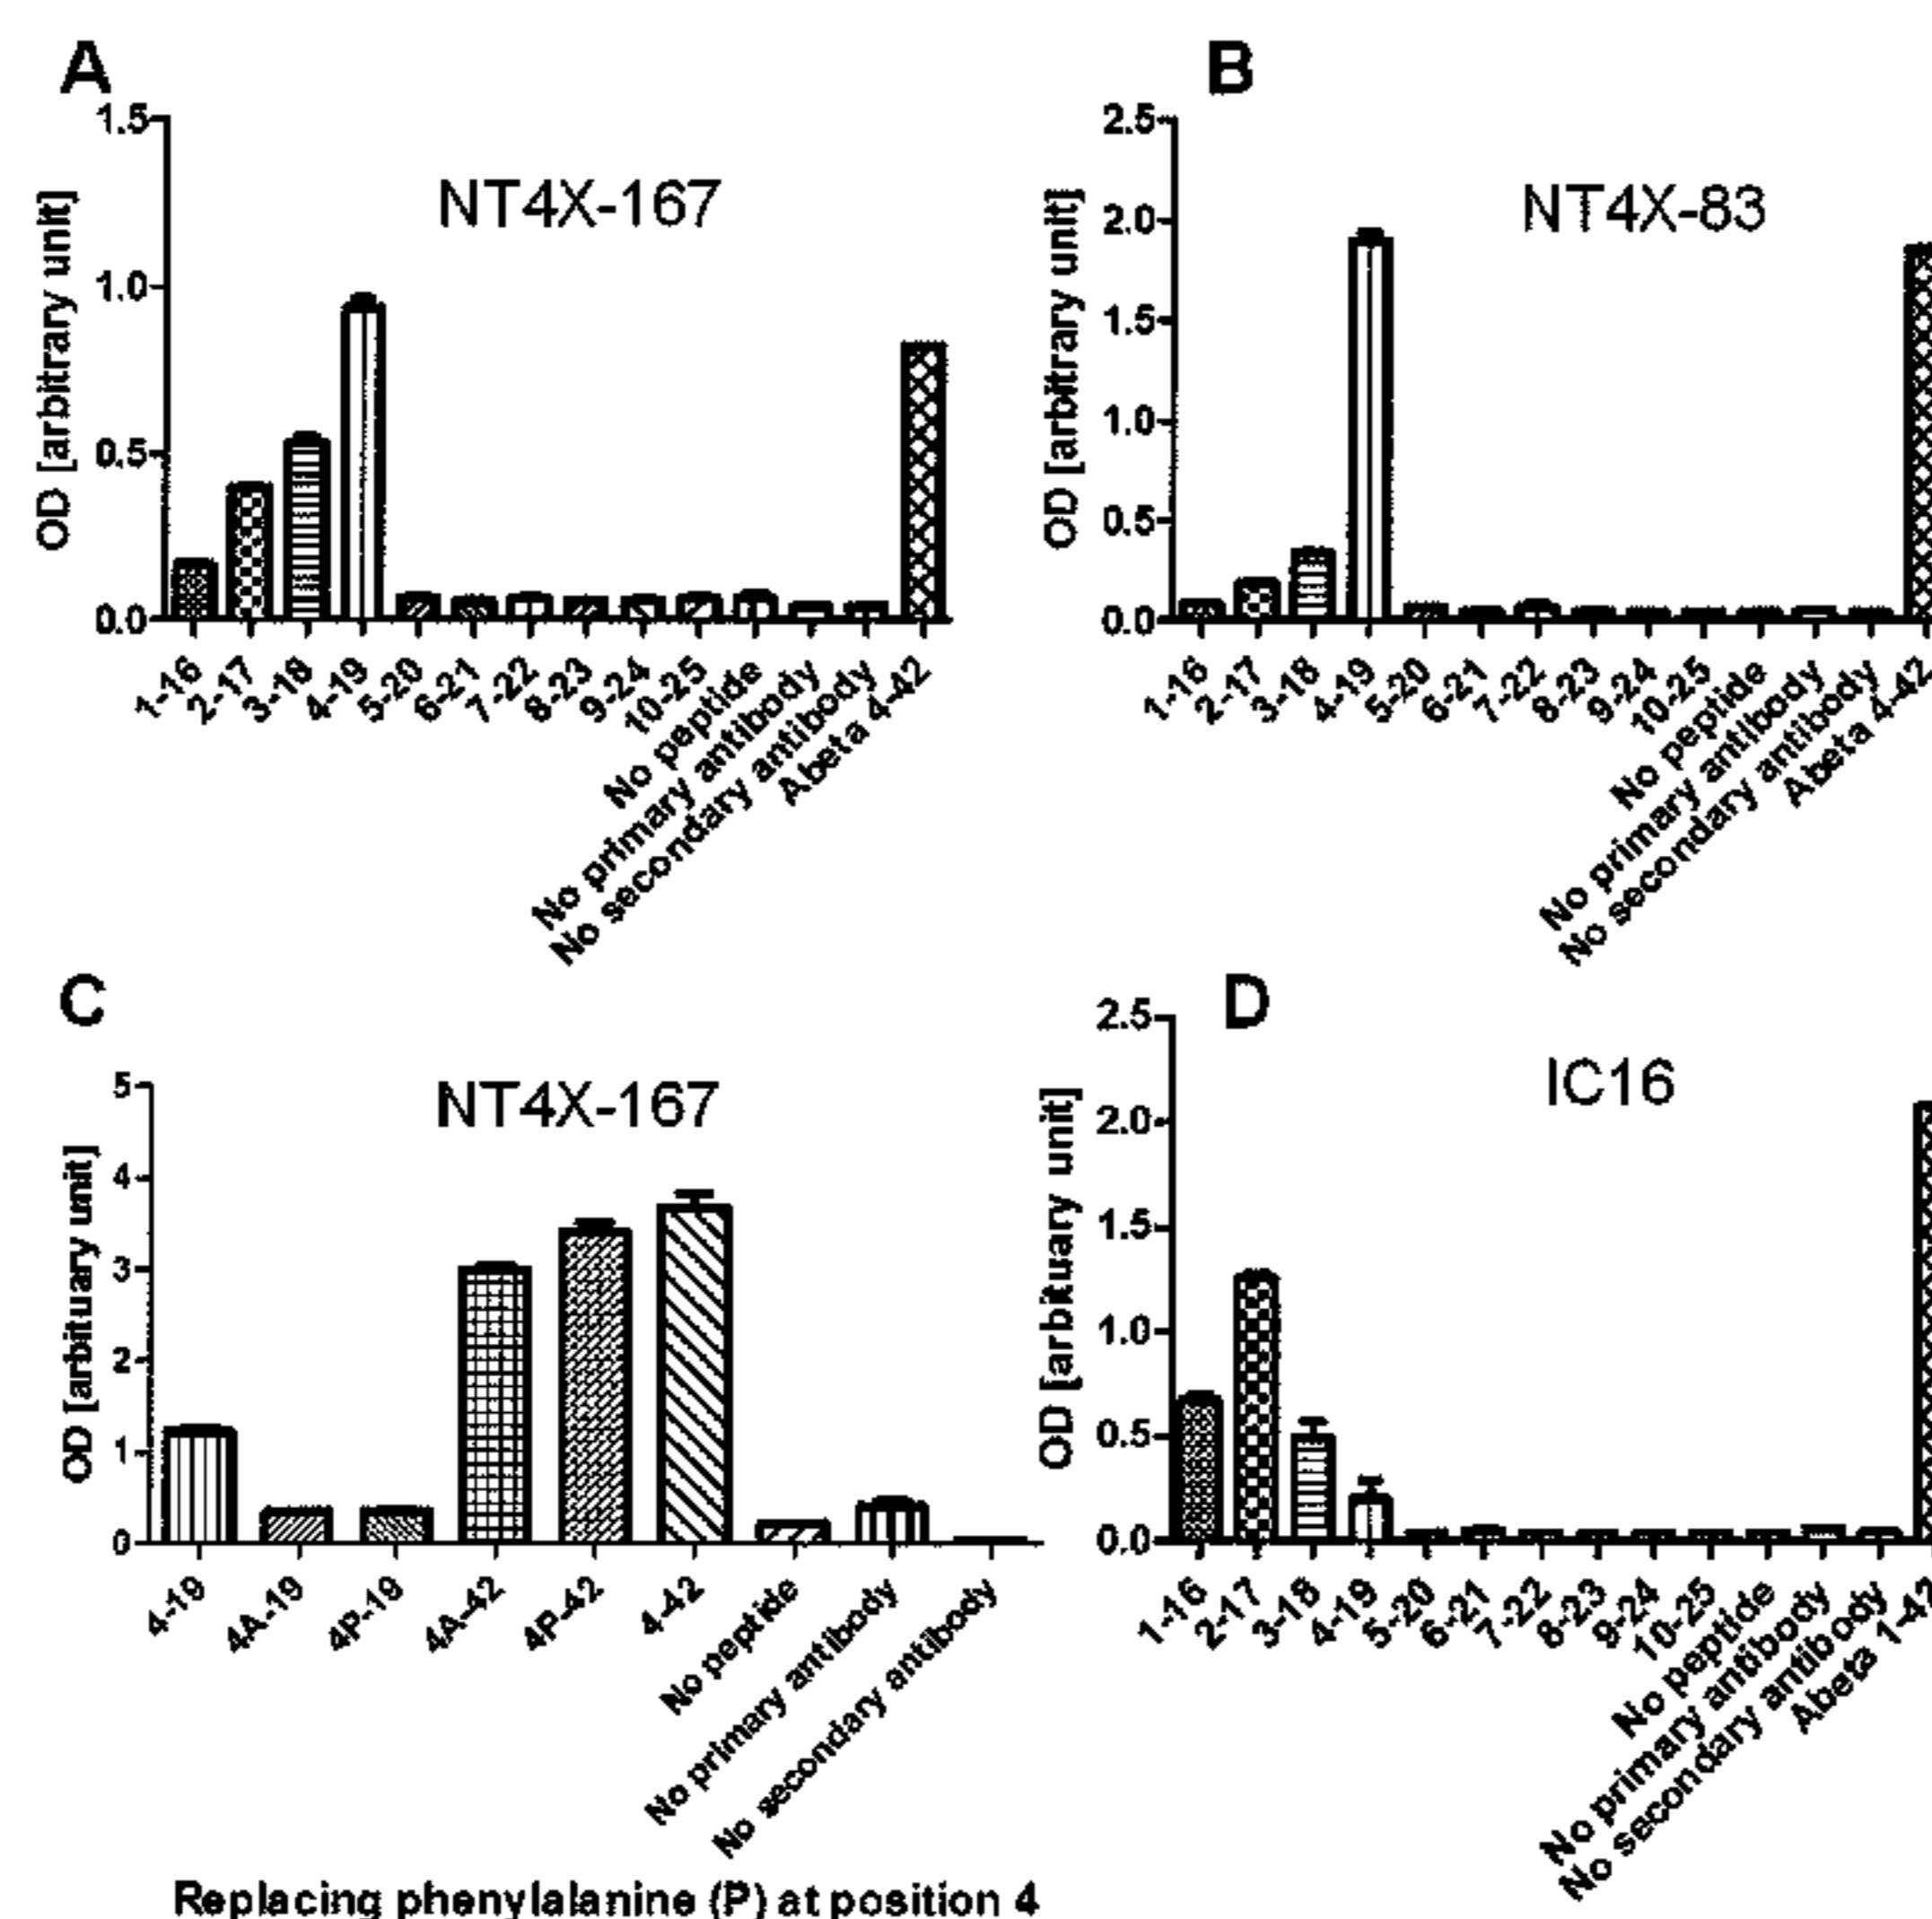 A
NT4X-167
OD [arbitrary unit]
1.5
1.0
0.5
0.0
1-16
2-17
3-18
4-19
5-20
6-21
7-22
8-23
9-24
10-25
No peptide
No primary antibody
No secondary antibody
Abeta 4-42
B
NT4X-83
OD [arbitrary unit]
2.5
2.0
1.5
1.0
0.5
0.0
1-16
2-17
3-18
4-19
5-20
6-21
7-22
8-23
9-24
10-25
No peptide
No primary antibody
No secondary antibody
Abeta 4-42
C
NT4X-167
OD [arbituary unit]
5
4
3
2
1
0
4-19
4A-19
4P-19
4A-42
4P-42
4-42
No peptide
No primary antibody
No secondary antibody
Replacing phenylalanine (P) at position 4
D
IC16
OD [arbituary unit]
2.5
2.0
1.5
1.0
0.5
0.0
1-16
2-17
3-18
4-19
5-20
6-21
7-22
8-23
9-24
10-25
No peptide
No primary antibody
No secondary antibody
Abeta 1-42